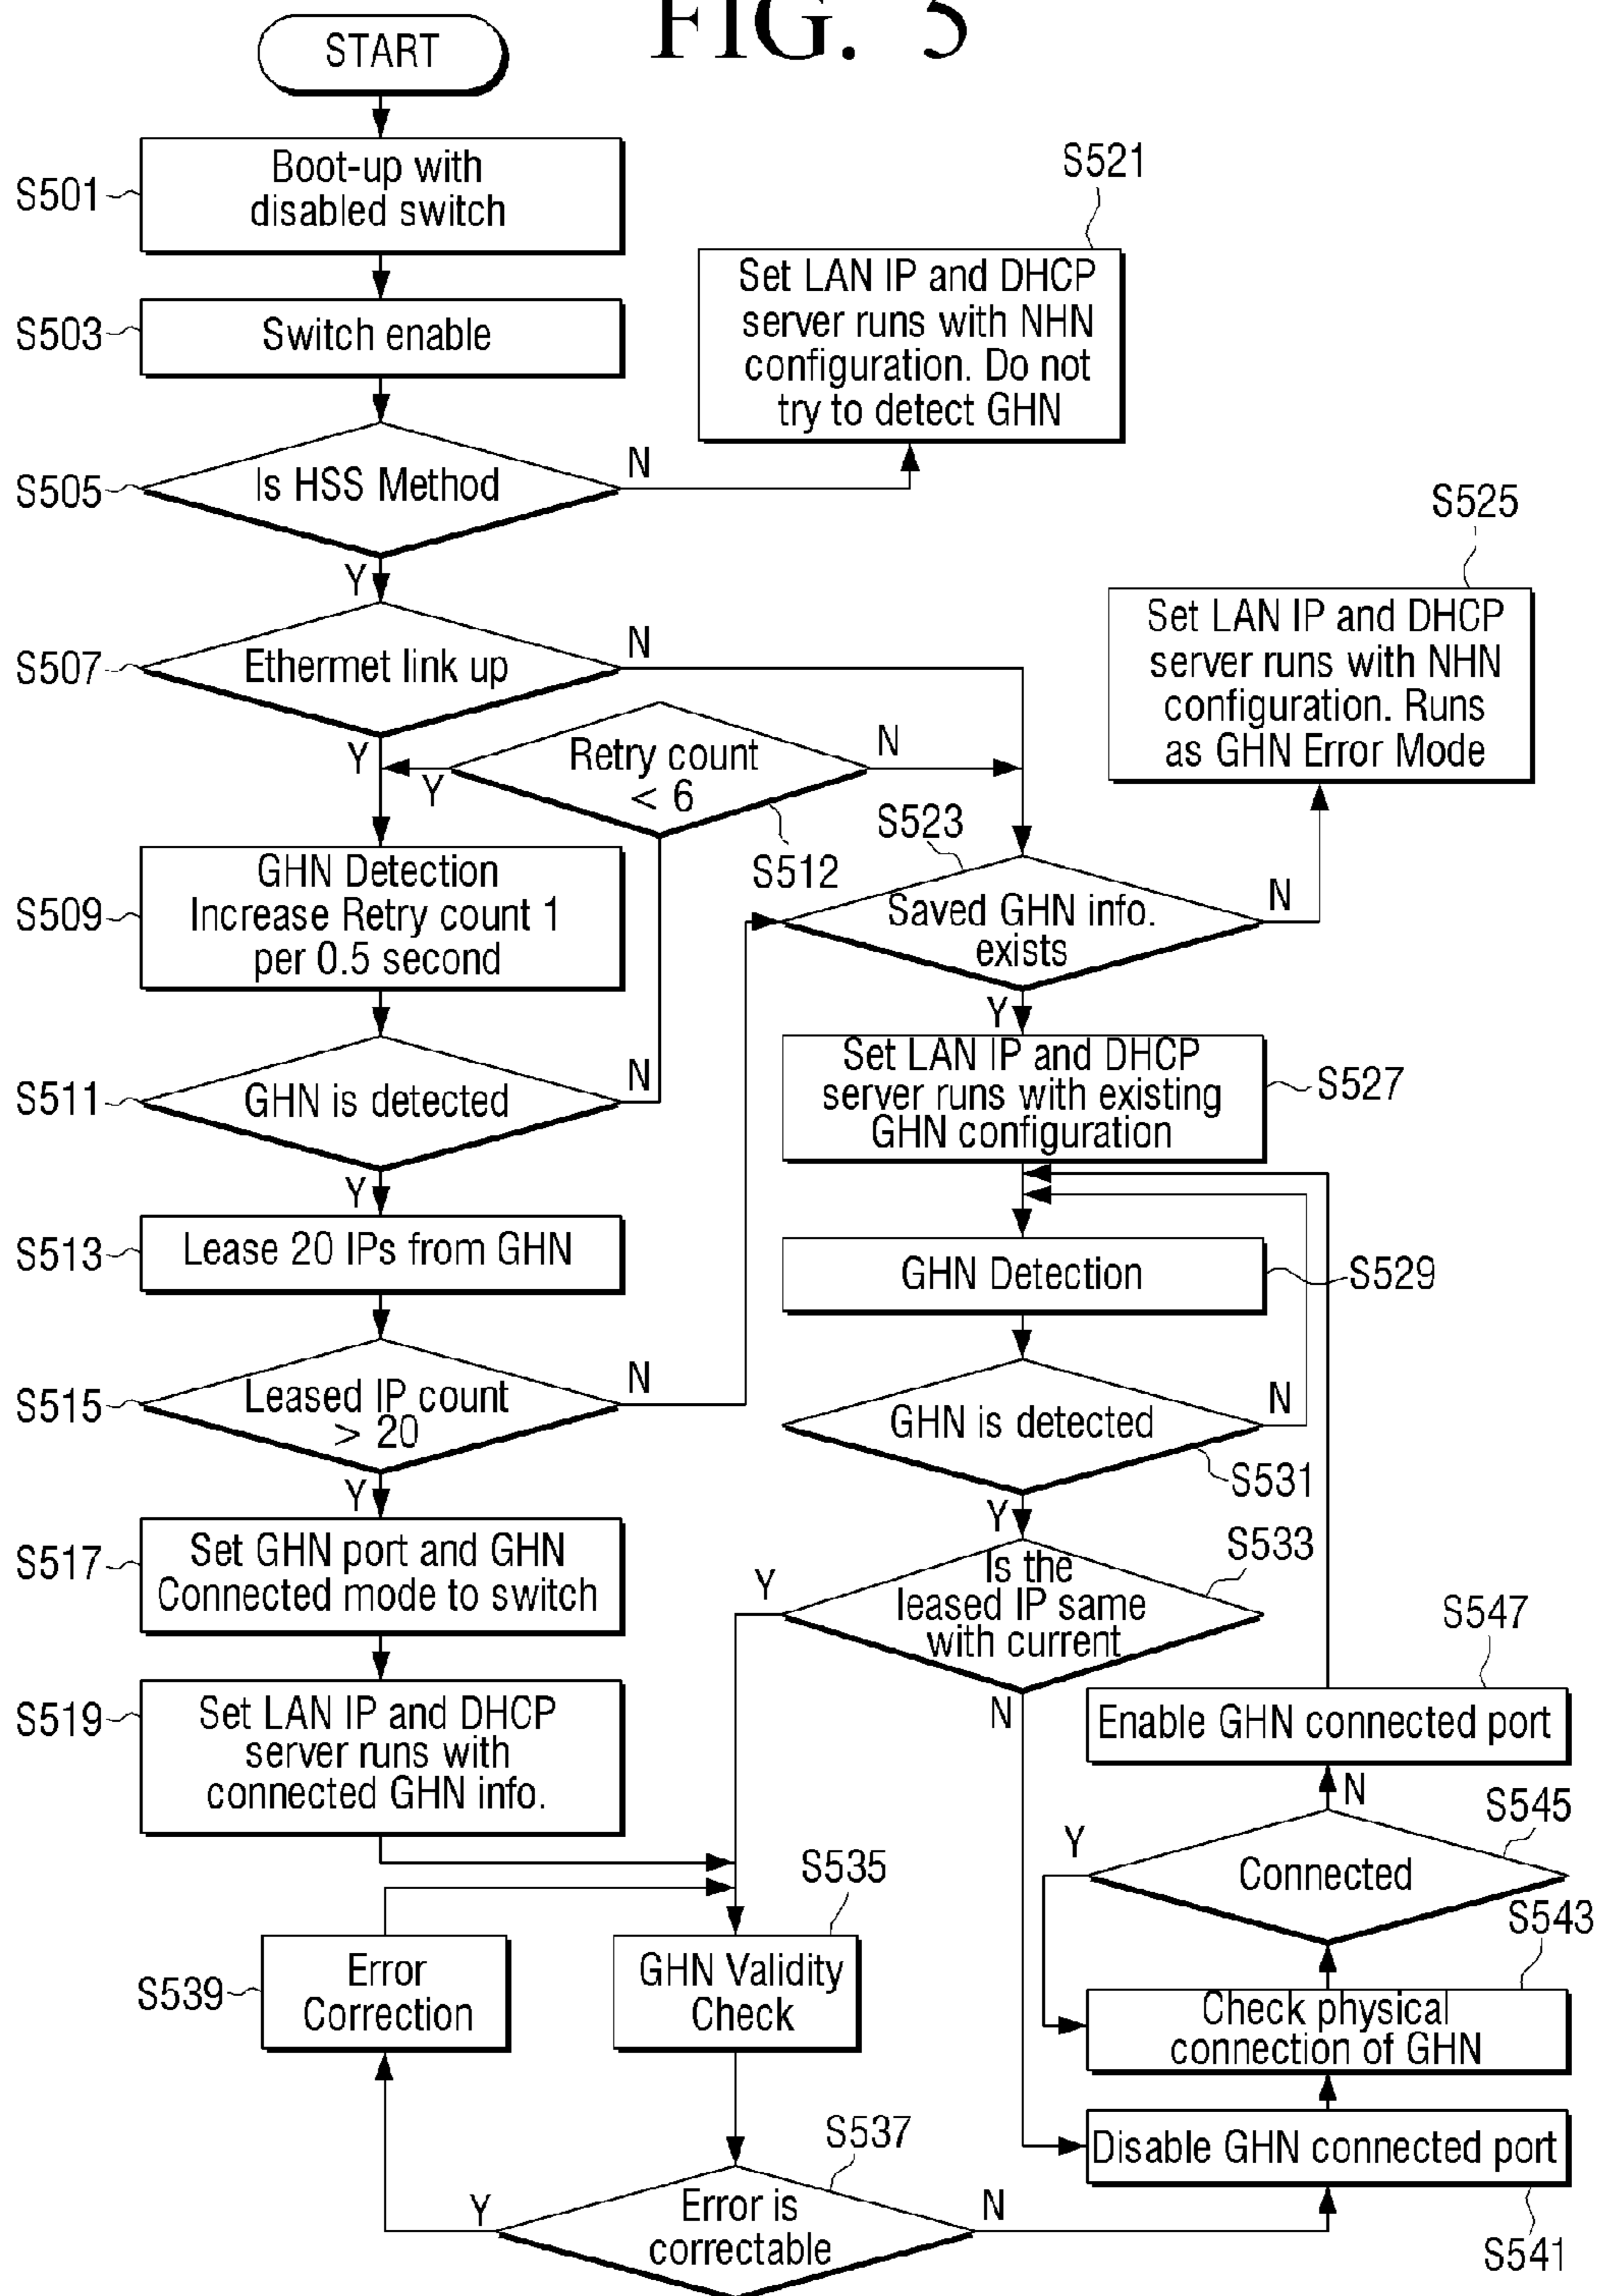 FIG. 5
START
S501
Boot-up with
disabled switch
S503
Switch enable
S521
Set LAN IP and DHCP
server runs with NHN
configuration. Do not
try to detect GHN
S505
Is HSS Method
N
Y
S507
Ethermet link up
N
Y
S525
Set LAN IP and DHCP
server runs with NHN
configuration. Runs
as GHN Error Mode
Retry count
< 6
Y
N
S512
S509
GHN Detection
Increase Retry count 1
per 0.5 second
S523
Saved GHN info.
exists
N
Y
S511
GHN is detected
N
Y
S527
Set LAN IP and DHCP
server runs with existing
GHN configuration
S513
Lease 20 IPs from GHN
S529
GHN Detection
S515
Leased IP count
> 20
N
Y
GHN is detected
N
S531
Y
S517
Set GHN port and GHN
Connected mode to switch
S533
Is the
leased IP same
with current
Y
N
S519
Set LAN IP and DHCP
server runs with
connected GHN info.
S547
Enable GHN connected port
N
S545
Connected
Y
S535
GHN Validity
Check
S539
Error
Correction
S543
Check physical
connection of GHN
Disable GHN connected port
S541
S537
Error is
correctable
Y
N